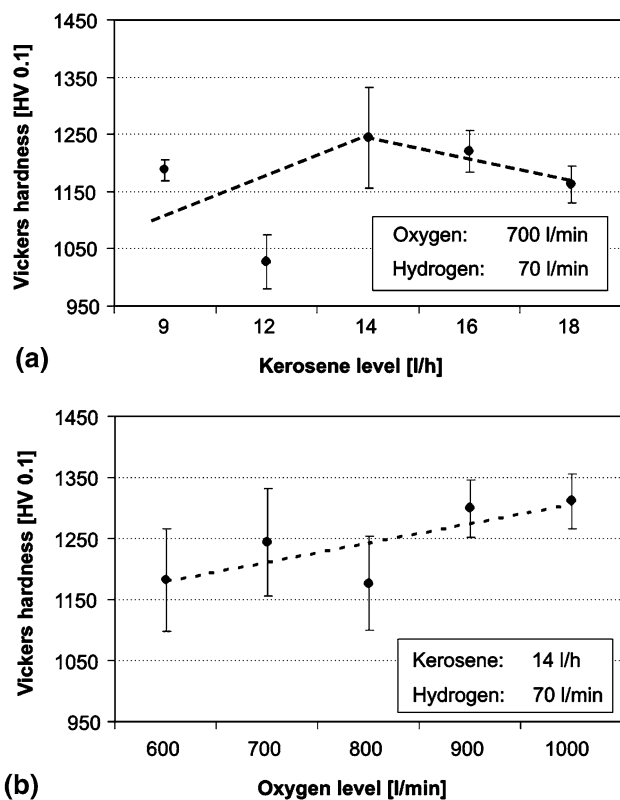 Vickers hardness [HV 0.1]
1450
1350
1250
1150
1050
950
Oxygen: 700 l/min
Hydrogen: 70 l/min
9 12 14 16 18
Kerosene level [l/h]
(a)
Vickers hardness [HV 0.1]
1450
1350
1250
1150
1050
950
Kerosene: 14 l/h
Hydrogen: 70 l/min
600 700 800 900 1000
Oxygen level [l/min]
(b)